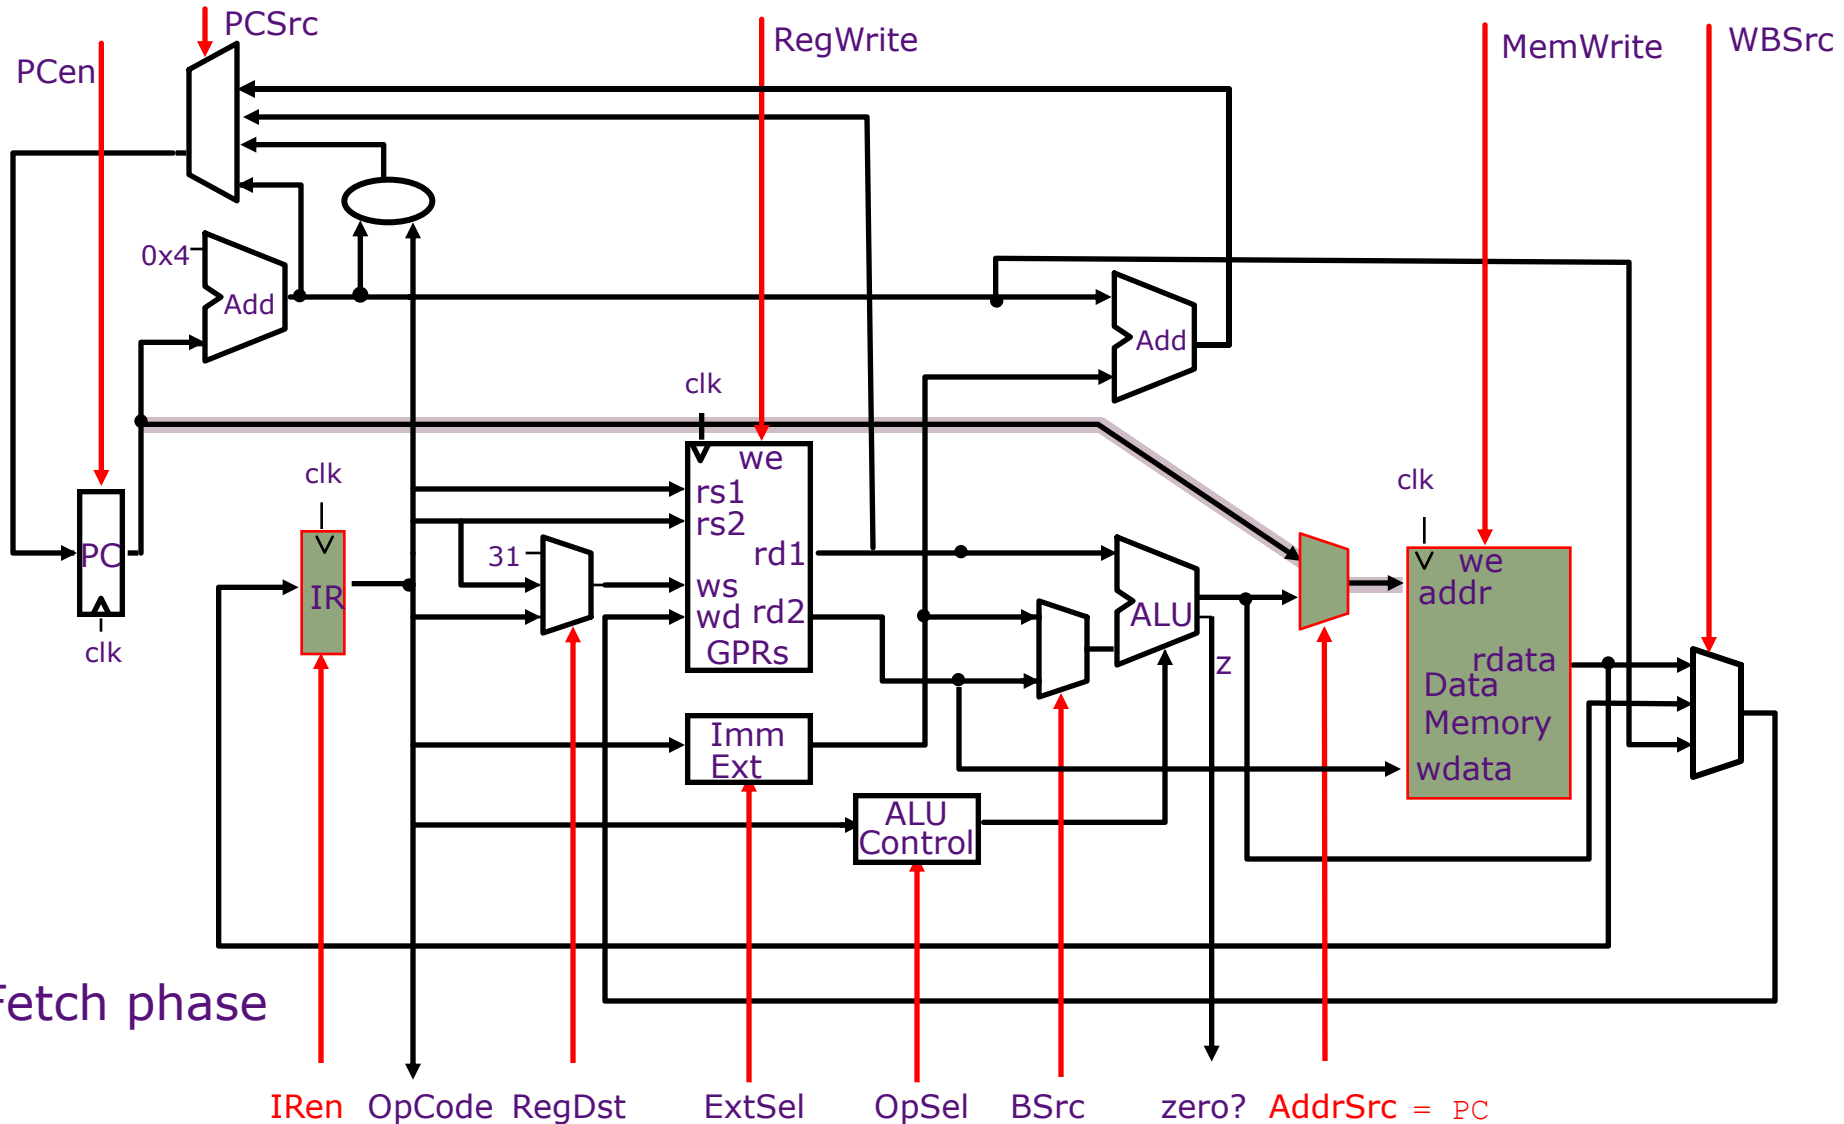 PCSrc
RegWrite
MemWrite
WBSrc
PCen
0x4
Add
Add
clk
clk
clk
we
rs1
rs2
rd1
ws
wd
rd2
GPRs
31
PC
clk
IR
ALU
z
we
addr
rdata
Data
Memory
wdata
Imm
Ext
ALU
Control
Fetch phase
IRen
OpCode
RegDst
ExtSel
OpSel
BSrc
zero?
AddrSrc = PC